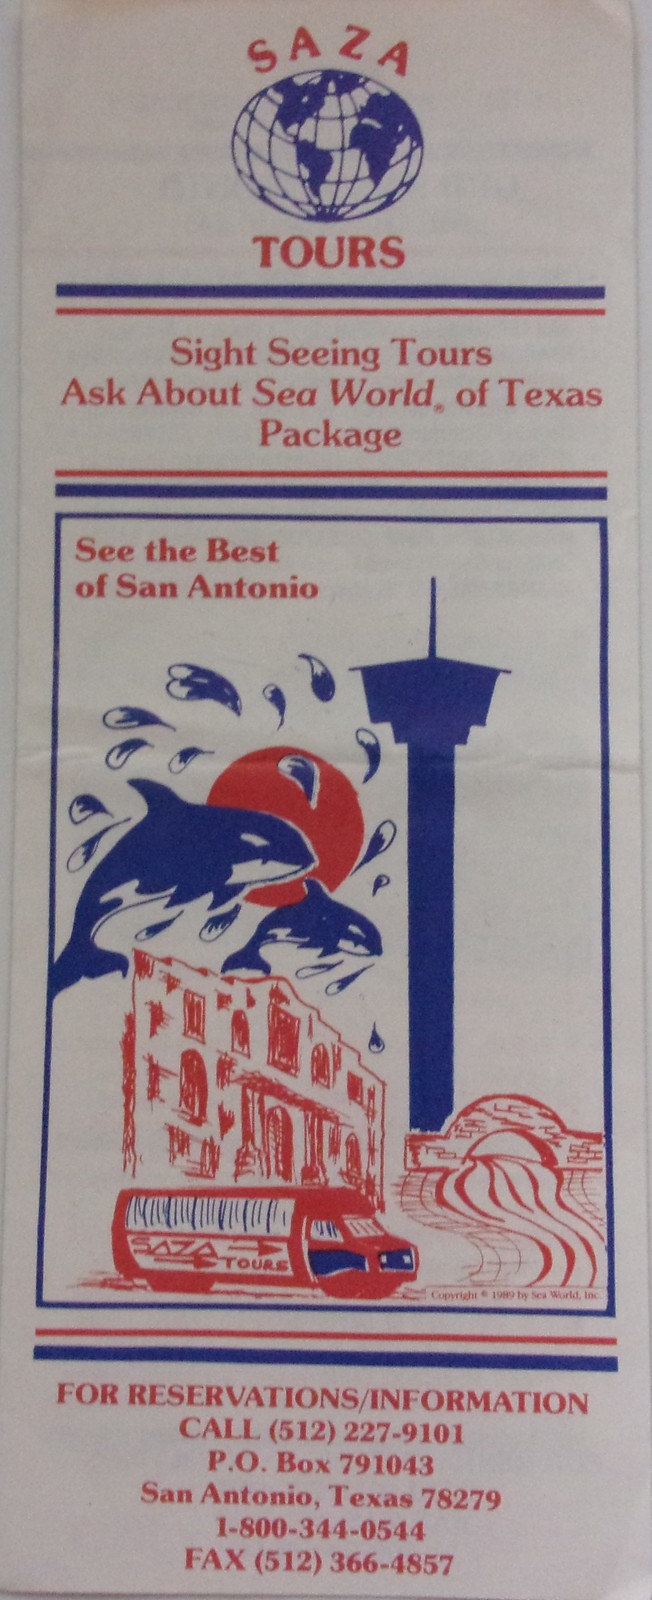 SAZA
TOURS
Sight Seeing Tours
Ask About Sea World® of Texas
Package
See the Best
of San Antonio
SAZA
TOURS
Copyright © 1989 by Sea World, Inc.
FOR RESERVATIONS/INFORMATION
CALL (512) 227-9101
P.O. Box 791043
San Antonio, Texas 78279
1-800-344-0544
FAX (512) 366-4857